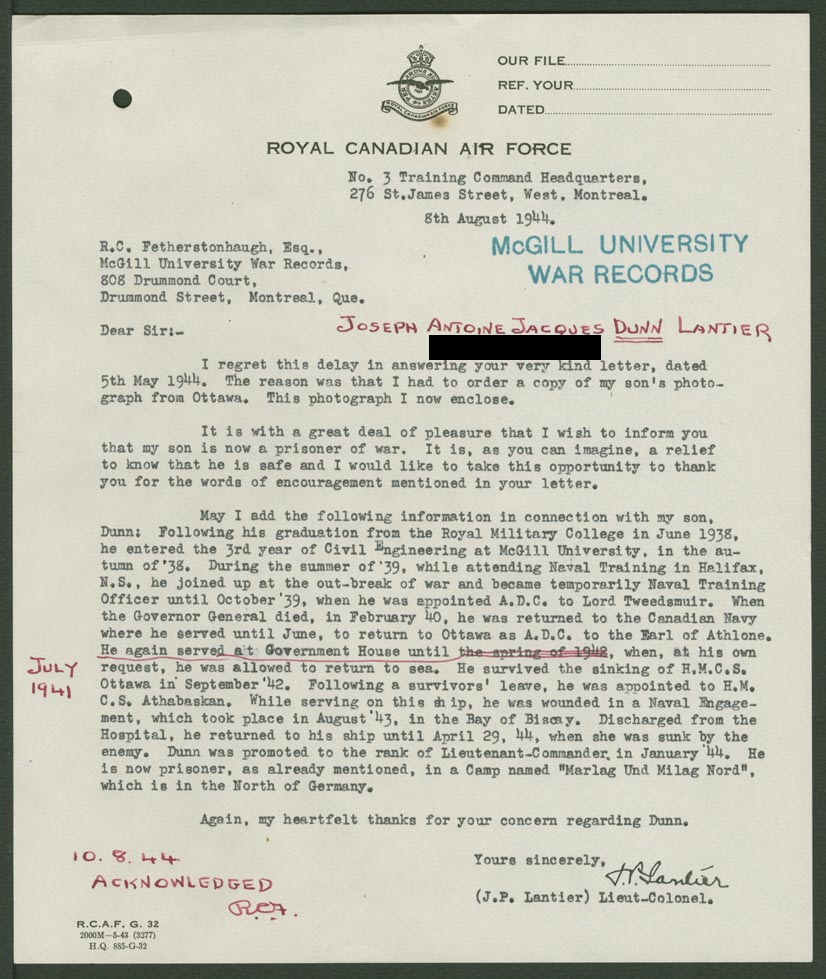 OUR FILE
REF. YOUR
DATED
PER ARDUA AD ASTRA
ROYAL CANADIAN AIR FORCE
ROYAL CANADIAN AIR FORCE
No. 3 Training Command Headquarters,
276 St.James Street, West. Montreal.
8th August 1944.
R.C. Fetherstonhaugh, Esq.,
McGill University War Records,
808 Drummond Court,
Drummond Street, Montreal, Que.
McGILL UNIVERSITY
WAR RECORDS
Dear Sir:-
JOSEPH ANTOINE JACQUES DUNN LANTIER
I regret this delay in answering your very kind letter, dated
5th May 1944. The reason was that I had to order a copy of my son's photo-
graph from Ottawa. This photograph I now enclose.
It is with a great deal of pleasure that I wish to inform you
that my son is now a prisoner of war. It is, as you can imagine, a relief
to know that he is safe and I would like to take this opportunity to thank
you for the words of encouragement mentioned in your letter.
May I add the following information in connection with my son,
Dunn: Following his graduation from the Royal Military College in June 1938,
he entered the 3rd year of Civil Engineering at McGill University, in the au-
tumn of '38. During the summer of '39, while attending Naval Training in Halifax,
N.S., he joined up at the out-break of war and became temporarily Naval Training
Officer until October '39, when he was appointed A.D.C. to Lord Tweedsmuir. When
the Governor General died, in February 40, he was returned to the Canadian Navy
where he served until June, to return to Ottawa as A.D.C. to the Earl of Athlone.
He again served at Government House until the spring of 1942, when, at his own
JULY
1941
request, he was allowed to return to sea. He survived the sinking of H.M.C.S.
Ottawa in September '42. Following a survivors' leave, he was appointed to H.M.
C.S. Athabaskan. While serving on this ship, he was wounded in a Naval Engage-
ment, which took place in August '43, in the Bay of Biscay. Discharged from the
Hospital, he returned to his ship until April 29, 44, when she was sunk by the
enemy. Dunn was promoted to the rank of Lieutenant-Commander, in January '44. He
is now prisoner, as already mentioned, in a Camp named "Marlag Und Milag Nord",
which is in the North of Germany.
Again, my heartfelt thanks for your concern regarding Dunn.
10. 8. 44
ACKNOWLEDGED
R.C.F.
Yours sincerely,
J.P. Lantier
(J.P. Lantier) Lieut-Colonel.
R.C.A.F. G. 32
2000M—5-43 (3277)
H.Q. 885-G-32